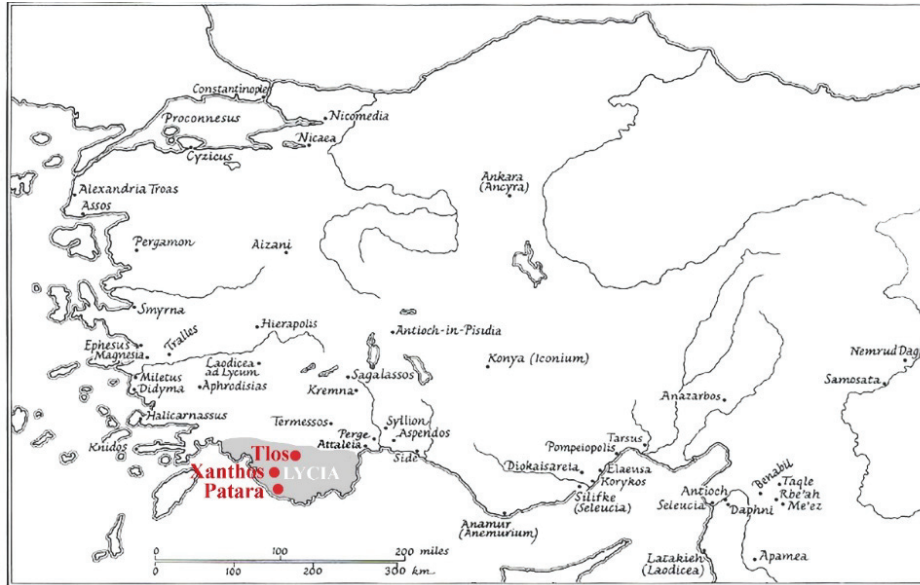 Constantinople
Proconnesus
Nicomedia
Nicaea
Cyzicus
Alexandria Troas
Assos
Ankara
(Ancyra)
Pergamon
Aizani
Smyrna
Hierapolis
Antioch-in-Pisidia
Tralles
Ephesus
Magnesia
Laodicea
ad Lycum
Konya (Iconium)
Nemrud Dag
Miletus
Didyma
Aphrodisias
Sagalassos
Kremna
Samosata
Anazarbos
Halicarnassus
Termessos
Syllion
Aspendos
Perge
Attaleia
Side
Knidos
Tarsus
Pompeiopolis
Tlos
Xanthos
LYCIA
Patara
Diokaisareia
Elaeusa
Korykos
Silifke
(Seleucia)
Benabil
Taqle
Rbe'ah
Me'ez
Antioch
Seleucia
Daphni
Anamur
(Anemurium)
Latakieh
(Laodicea)
Apamea
0 100 200 miles
0 100 200 300 km.